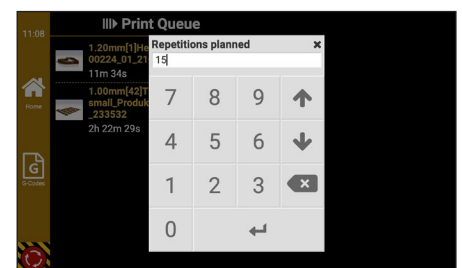 11:08
Print Queue
1.20mm[1]He
00224_01_21
11m 34s
1.00mm[42]T
small_Produk
_233532
2h 22m 29s
Home
G
G-Codes
Repetitions planned
15
7 8 9
4 5 6
1 2 3
0